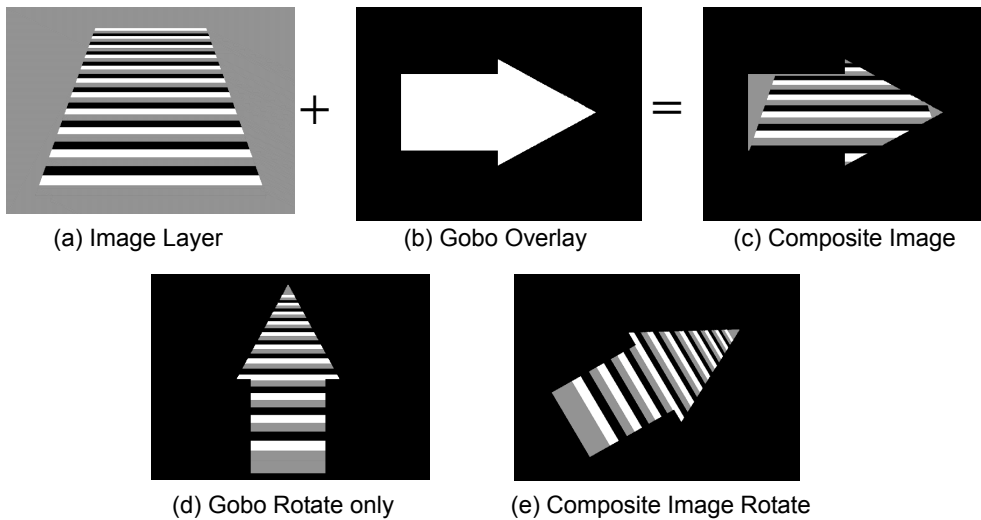 +
=
(a) Image Layer
(b) Gobo Overlay
(c) Composite Image
(d) Gobo Rotate only
(e) Composite Image Rotate